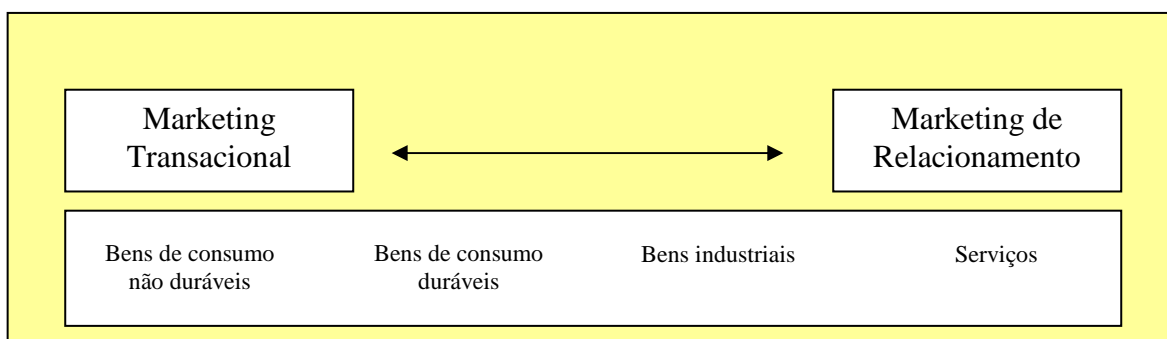 Marketing
Transacional
Marketing de
Relacionamento
Bens de consumo
não duráveis
Bens de consumo
duráveis
Bens industriais
Serviços